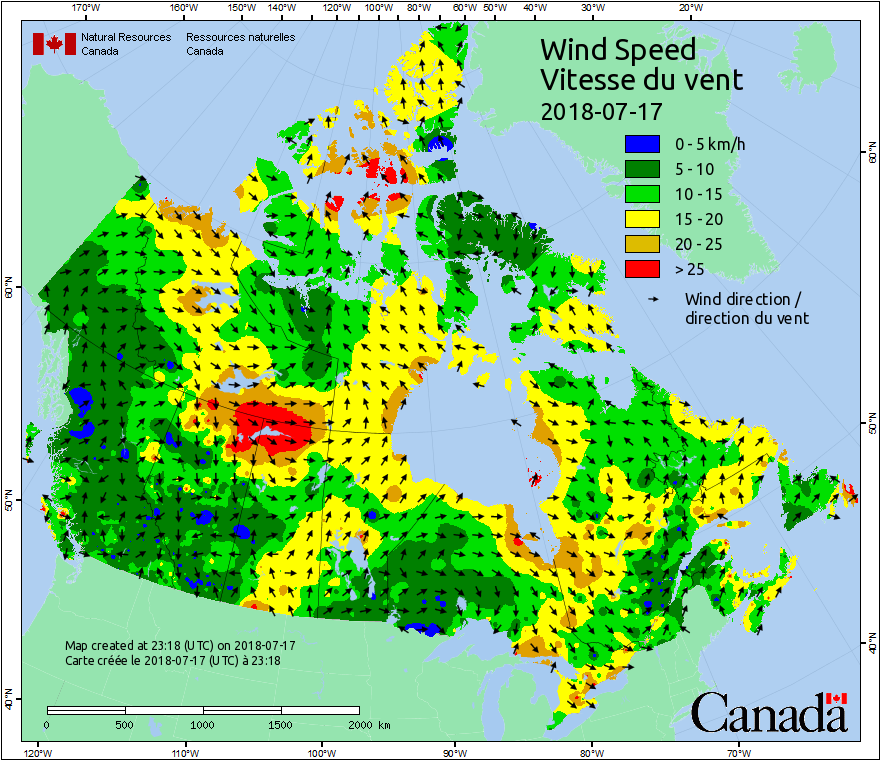 170°W 160°W 150°W 140°W 120°W 100°W 80°W 60°W 50°W 40°W 30°W 20°W
Natural Resources Ressources naturelles
Canada Canada
Wind Speed
Vitesse du vent
2018-07-17
0 - 5 km/h
5 - 10
10 - 15
15 - 20
20 - 25
> 25
Wind direction /
direction du vent
60°N
60°N
50°N
50°N
40°N
40°N
Map created at 23:18 (UTC) on 2018-07-17
Carte créée le 2018-07-17 (UTC) à 23:18
0 500 1000 1500 2000 km
Canada
120°W 110°W 100°W 90°W 80°W 70°W